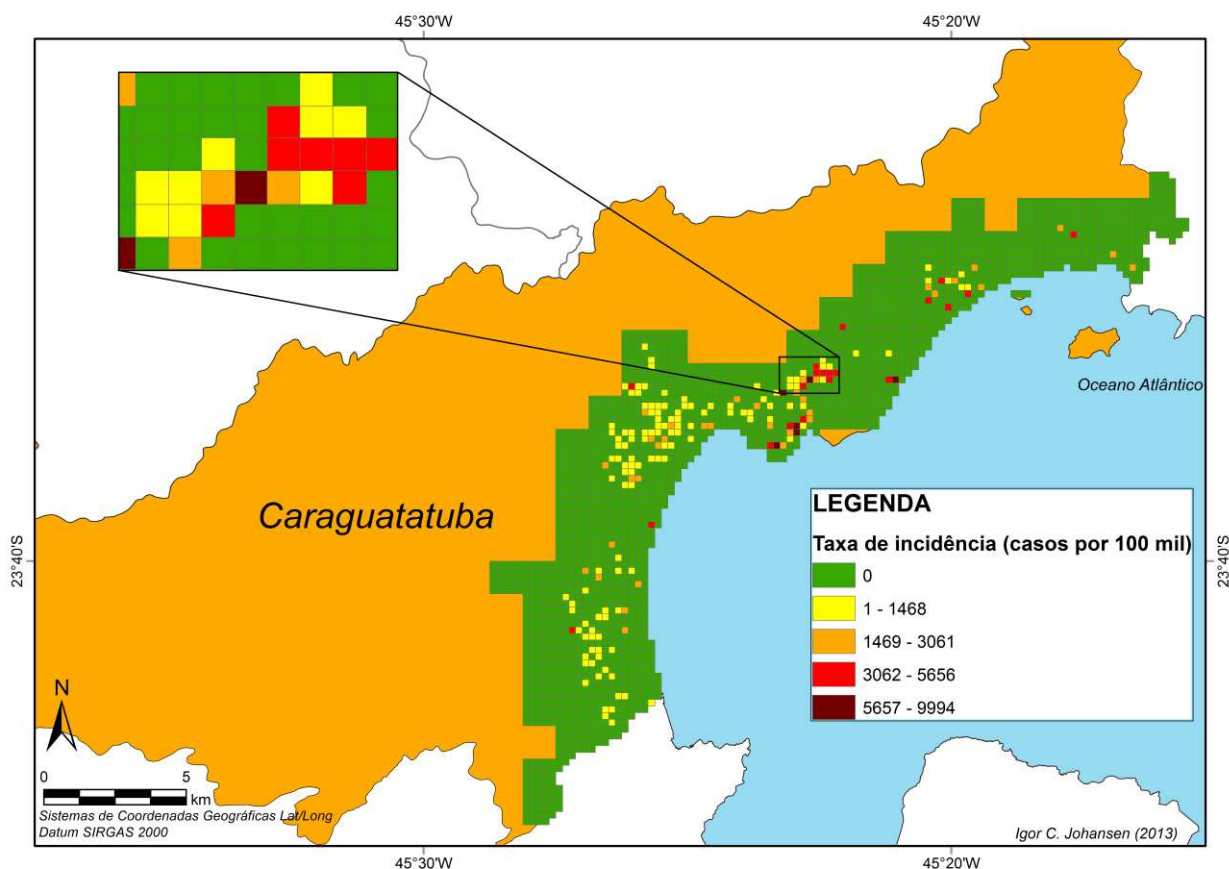 45°30'W
45°20'W
Oceano Atlântico
Caraguatatuba
LEGENDA
Taxa de incidência (casos por 100 mil)
0
1 - 1468
1469 - 3061
3062 - 5656
5657 - 9994
23°40'S
23°40'S
N
0
5
km
Sistemas de Coordenadas Geográficas Lat/Long
Datum SIRGAS 2000
Igor C. Johansen (2013)
45°30'W
45°20'W